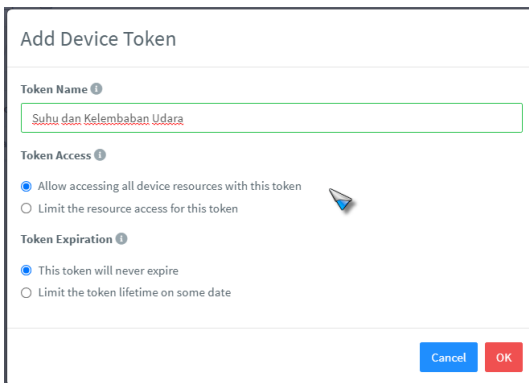 Add Device Token
Token Name
Suhu dan Kelembaban Udara
Token Access
Allow accessing all device resources with this token
Limit the resource access for this token
Token Expiration
This token will never expire
Limit the token lifetime on some date
Cancel OK